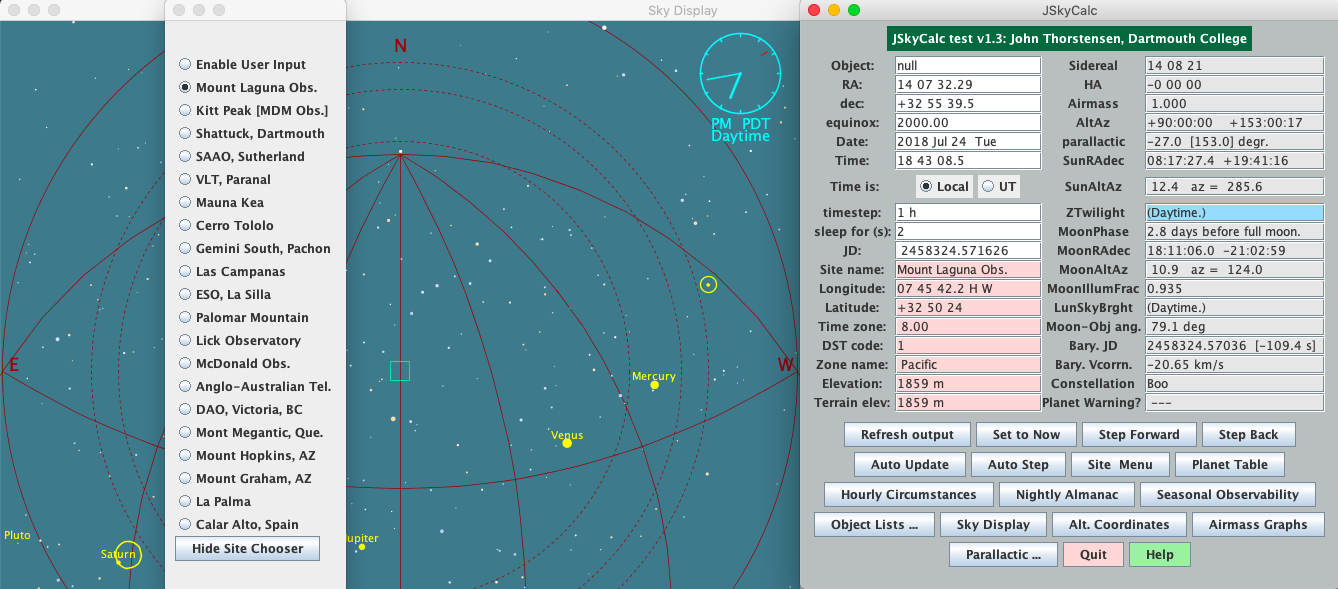 Sky Display
N
E
W
PM PDT
Daytime
Mercury
Venus
Jupiter
Saturn
Pluto
Enable User Input
Mount Laguna Obs.
Kitt Peak [MDM Obs.]
Shattuck, Dartmouth
SAAO, Sutherland
VLT, Paranal
Mauna Kea
Cerro Tololo
Gemini South, Pachon
Las Campanas
ESO, La Silla
Palomar Mountain
Lick Observatory
McDonald Obs.
Anglo-Australian Tel.
DAO, Victoria, BC
Mont Megantic, Que.
Mount Hopkins, AZ
Mount Graham, AZ
La Palma
Calar Alto, Spain
Hide Site Chooser
JSkyCalc
JSkyCalc test v1.3: John Thorstensen, Dartmouth College
Object: null Sidereal 14 08 21
RA: 14 07 32.29 HA -0 00 00
dec: +32 55 39.5 Airmass 1.000
equinox: 2000.00 AltAz +90:00:00 +153:00:17
Date: 2018 Jul 24 Tue parallactic -27.0 [153.0] degr.
Time: 18 43 08.5 SunRAdec 08:17:27.4 +19:41:16
Time is: Local UT SunAltAz 12.4 az = 285.6
timestep: 1 h ZTwilight (Daytime.)
sleep for (s): 2 MoonPhase 2.8 days before full moon.
JD: 2458324.571626 MoonRAdec 18:11:06.0 -21:02:59
Site name: Mount Laguna Obs. MoonAltAz 10.9 az = 124.0
Longitude: 07 45 42.2 H W MoonIllumFrac 0.935
Latitude: +32 50 24 LunSkyBrght (Daytime.)
Time zone: 8.00 Moon-Obj ang. 79.1 deg
DST code: 1 Bary. JD 2458324.57036 [-109.4 s]
Zone name: Pacific Bary. Vcorrn. -20.65 km/s
Elevation: 1859 m Constellation Boo
Terrain elev: 1859 m Planet Warning? ---
Refresh output Set to Now Step Forward Step Back
Auto Update Auto Step Site Menu Planet Table
Hourly Circumstances Nightly Almanac Seasonal Observability
Object Lists ... Sky Display Alt. Coordinates Airmass Graphs
Parallactic ... Quit Help